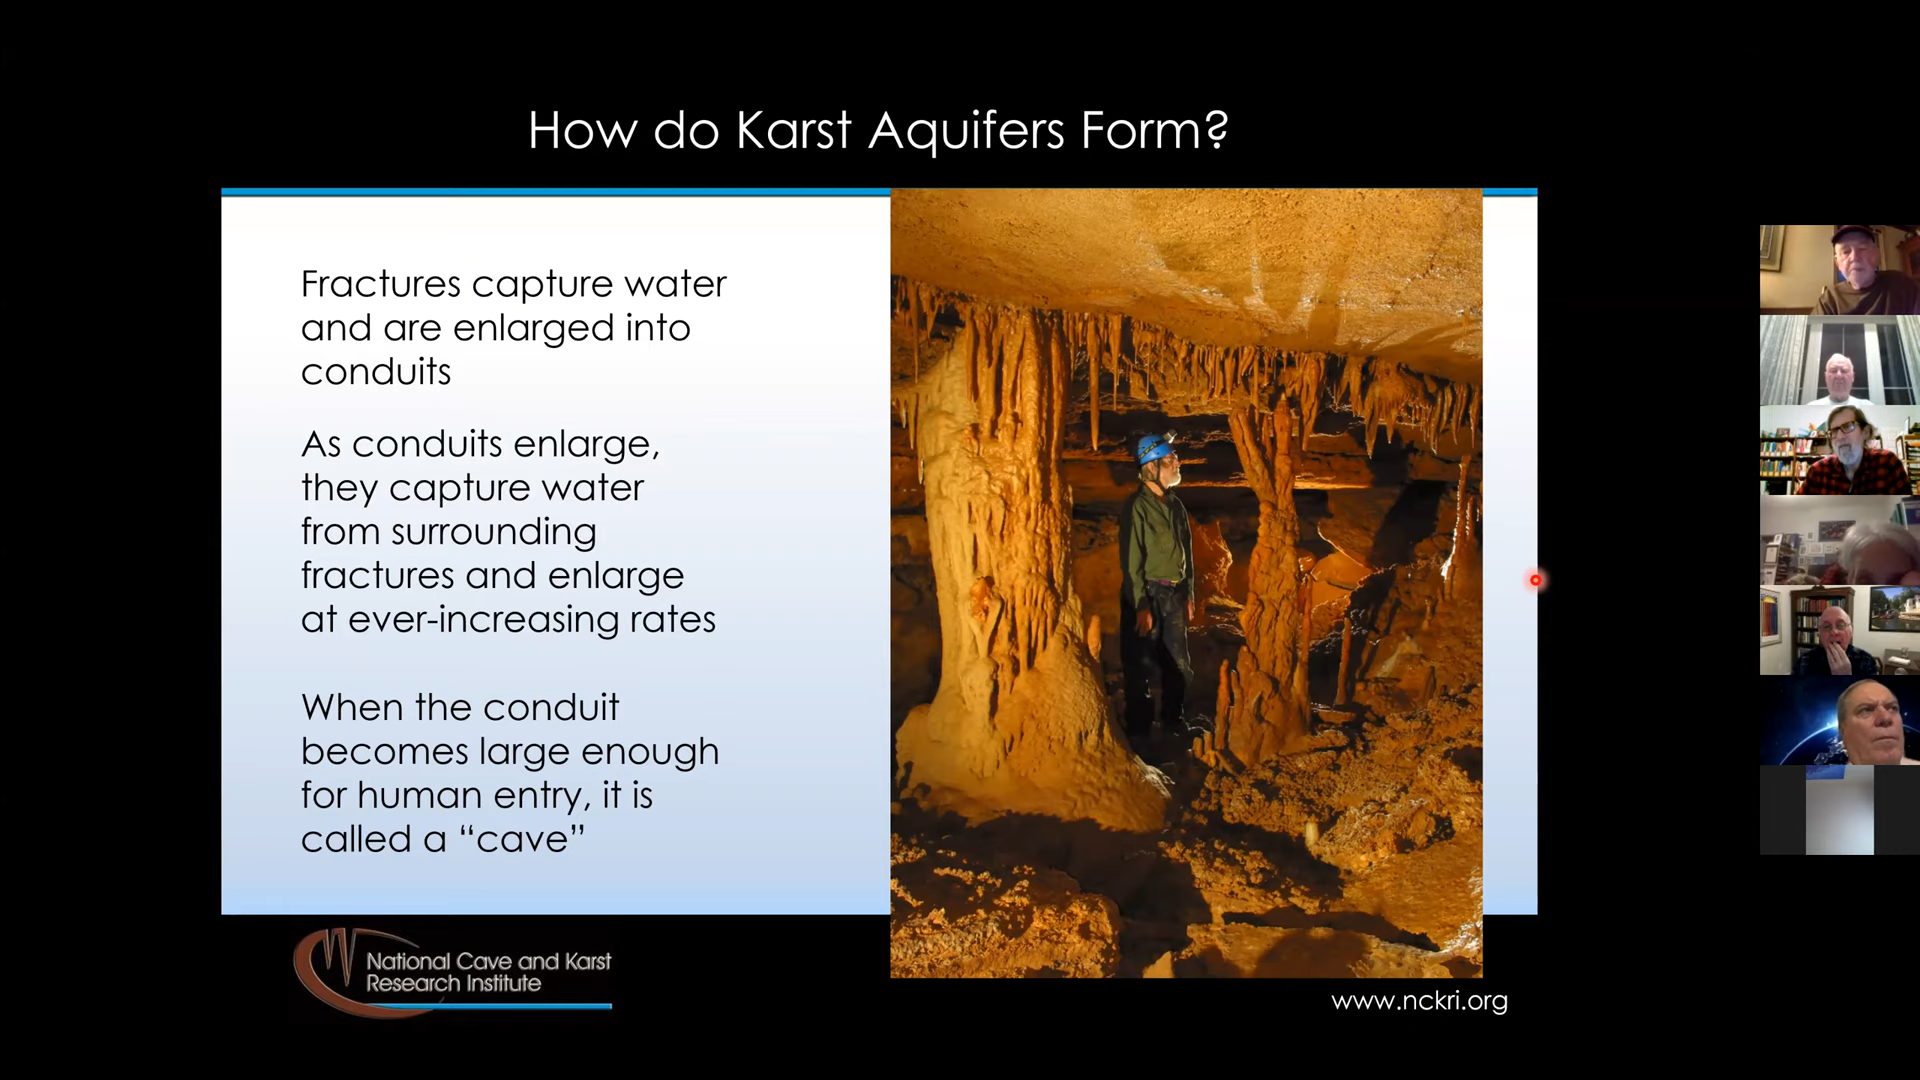 How do Karst Aquifers Form?
Fractures capture water
and are enlarged into
conduits
As conduits enlarge,
they capture water
from surrounding
fractures and enlarge
at ever-increasing rates
When the conduit
becomes large enough
for human entry, it is
called a “cave”
National Cave and Karst
Research Institute
www.nckri.org